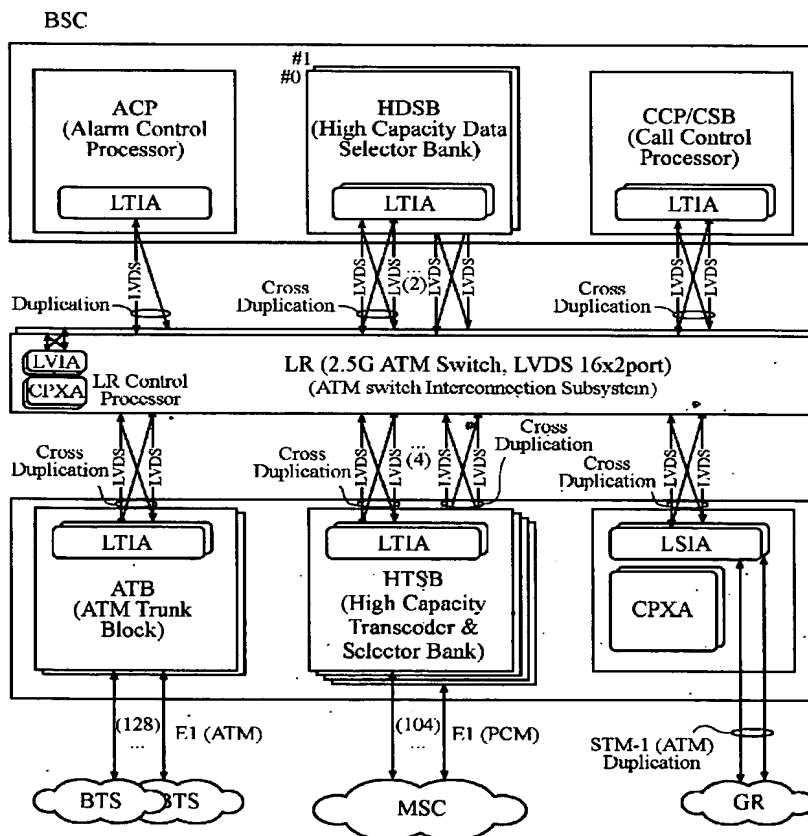 BSC
#1
#0
ACP
(Alarm Control
Processor)
LTIA
HDSB
(High Capacity Data
Selector Bank)
LTIA
CCP/CSB
(Call Control
Processor)
LTIA
Duplication
LVDS
Cross
Duplication
LVDS
LVDS
...
(2)
LVDS
LVDS
Cross
Duplication
LVDS
LVDS
LVIA
CPXA
LR Control
Processor
LR (2.5G ATM Switch, LVDS 16x2port)
(ATM switch Interconnection Subsystem)
Cross
Duplication
LVDS
LVDS
Cross
Duplication
LVDS
LVDS
...
(4)
LVDS
Cross
Duplication
Cross
Duplication
LVDS
LVDS
LTIA
ATB
(ATM Trunk
Block)
LTIA
HTSB
(High Capacity
Transcoder &
Selector Bank)
LSIA
CPXA
(128)
...
E1 (ATM)
(104)
...
E1 (PCM)
STM-1 (ATM)
Duplication
BTS
BTS
MSC
GR